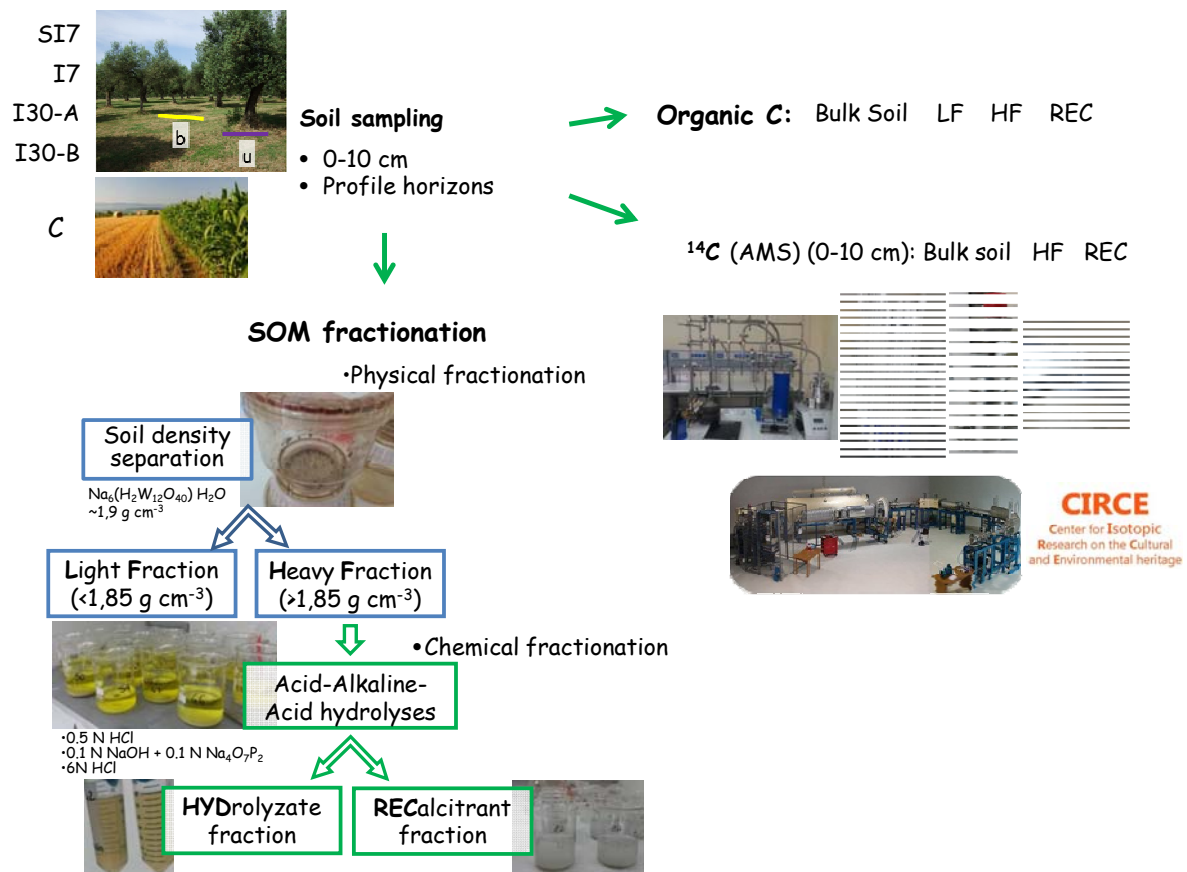 SI7
I7
I30-A
I30-B
C
b
u
Soil sampling
• 0-10 cm
• Profile horizons
Organic C: Bulk Soil LF HF REC
¹⁴C (AMS) (0-10 cm): Bulk soil HF REC
SOM fractionation
•Physical fractionation
Soil density
separation
Na₆(H₂W₁₂O₄₀) H₂O
~1,9 g cm⁻³
Light Fraction
(<1,85 g cm⁻³)
Heavy Fraction
(>1,85 g cm⁻³)
•Chemical fractionation
Acid-Alkaline-
Acid hydrolyses
•0.5 N HCl
•0.1 N NaOH + 0.1 N Na₄O₇P₂
•6N HCl
HYDrolyzate
fraction
RECalcitrant
fraction
CIRCE
Center for Isotopic
Research on the Cultural
and Environmental heritage